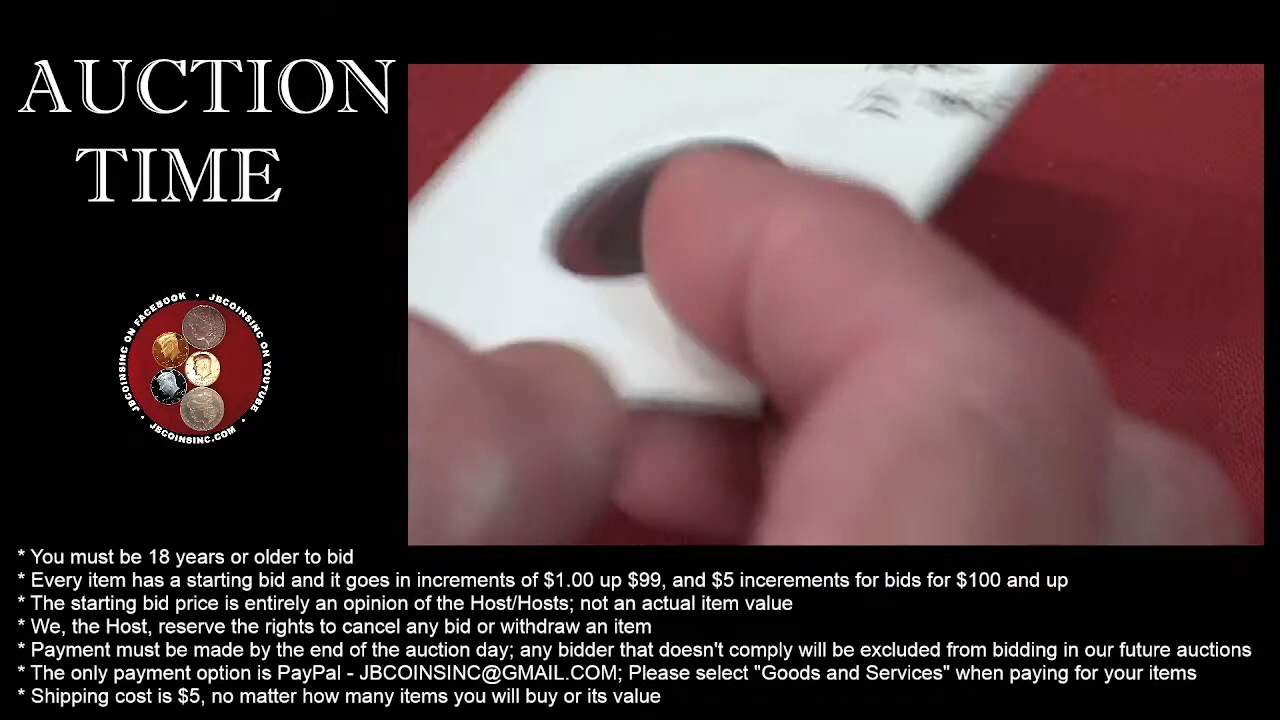 AUCTION
TIME
JBCOINSINC ON FACEBOOK • JBCOINSINC ON YOUTUBE • JBCOINSINC.COM •
* You must be 18 years or older to bid
* Every item has a starting bid and it goes in increments of $1.00 up $99, and $5 incerements for bids for $100 and up
* The starting bid price is entirely an opinion of the Host/Hosts; not an actual item value
* We, the Host, reserve the rights to cancel any bid or withdraw an item
* Payment must be made by the end of the auction day; any bidder that doesn't comply will be excluded from bidding in our future auctions
* The only payment option is PayPal - JBCOINSINC@GMAIL.COM; Please select "Goods and Services" when paying for your items
* Shipping cost is $5, no matter how many items you will buy or its value